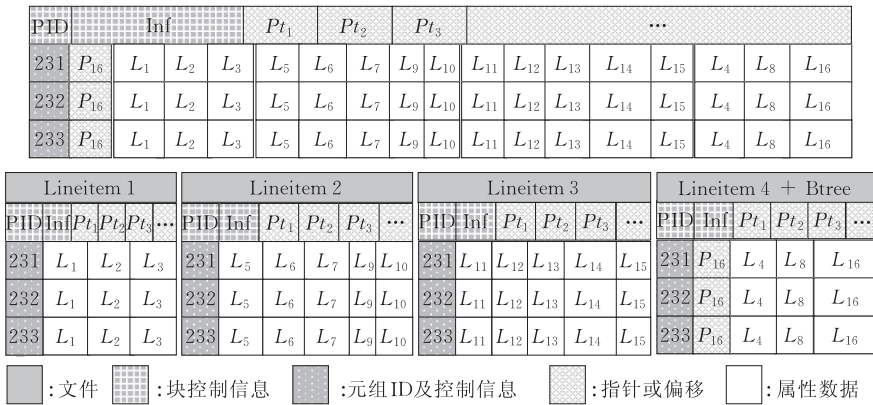 PID Inf Pt₁ Pt₂ Pt₃ …
231 P₁₆ L₁ L₂ L₃ L₅ L₆ L₇ L₉ L₁₀ L₁₁ L₁₂ L₁₃ L₁₄ L₁₅ L₄ L₈ L₁₆
232 P₁₆ L₁ L₂ L₃ L₅ L₆ L₇ L₉ L₁₀ L₁₁ L₁₂ L₁₃ L₁₄ L₁₅ L₄ L₈ L₁₆
233 P₁₆ L₁ L₂ L₃ L₅ L₆ L₇ L₉ L₁₀ L₁₁ L₁₂ L₁₃ L₁₄ L₁₅ L₄ L₈ L₁₆
Lineitem 1
PID Inf Pt₁ Pt₂ Pt₃ …
231 L₁ L₂ L₃
232 L₁ L₂ L₃
233 L₁ L₂ L₃
Lineitem 2
PID Inf Pt₁ Pt₂ Pt₃ …
231 L₅ L₆ L₇ L₉ L₁₀
232 L₅ L₆ L₇ L₉ L₁₀
233 L₅ L₆ L₇ L₉ L₁₀
Lineitem 3
PID Inf Pt₁ Pt₂ Pt₃ …
231 L₁₁ L₁₂ L₁₃ L₁₄ L₁₅
232 L₁₁ L₁₂ L₁₃ L₁₄ L₁₅
233 L₁₁ L₁₂ L₁₃ L₁₄ L₁₅
Lineitem 4 + Btree
PID Inf Pt₁ Pt₂ Pt₃ …
231 P₁₆ L₄ L₈ L₁₆
232 P₁₆ L₄ L₈ L₁₆
233 P₁₆ L₄ L₈ L₁₆
:文件 :块控制信息 :元组ID及控制信息 :指针或偏移 :属性数据